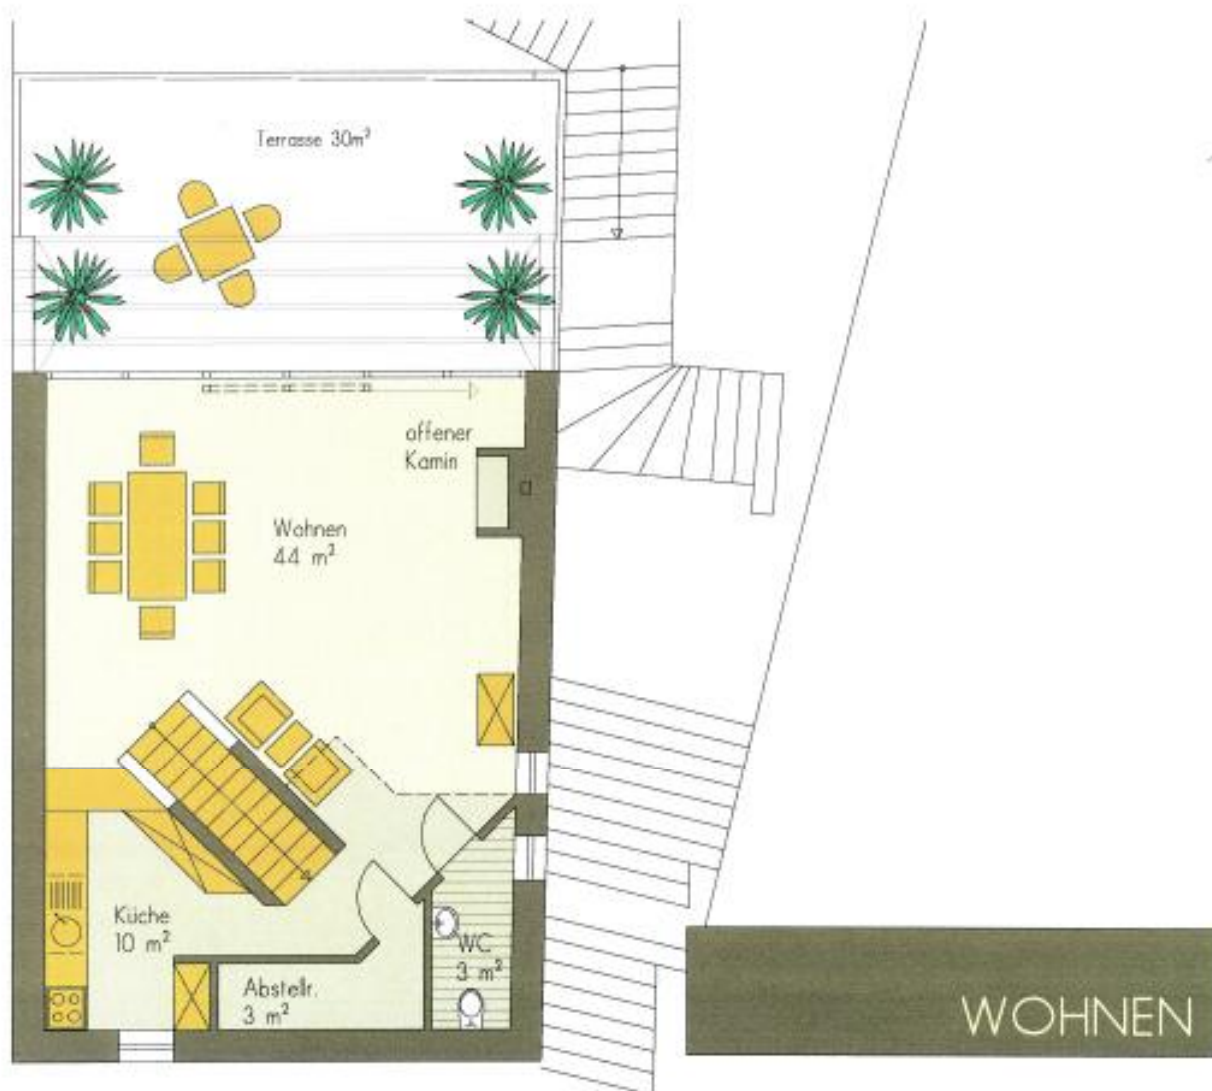 Terrasse 30m²
offener
Kamin
Wohnen
44 m²
Küche
10 m²
WC
3 m²
Abstellr.
3 m²
WOHNEN